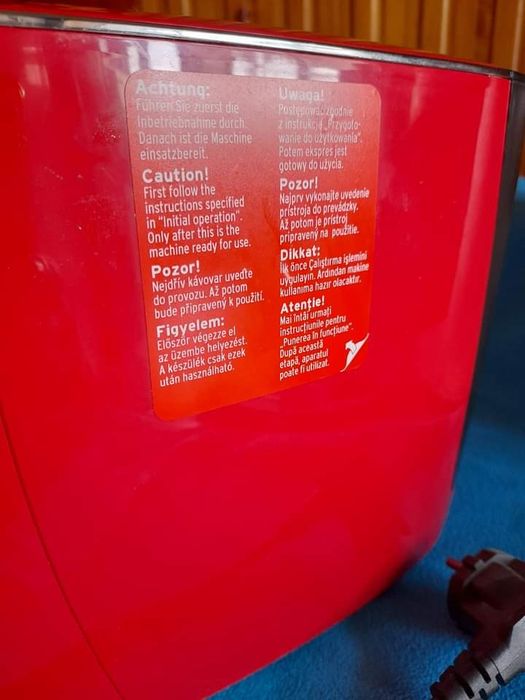 Achtung:
Führen Sie zuerst die
Inbetriebnahme durch.
Danach ist die Maschine
einsatzbereit.
Caution!
First follow the
instructions specified
in "Initial operation".
Only after this is the
machine ready for use.
Pozor!
Nejdřív kávovar uveďte
do provozu. Až potom
bude připravený k použití.
Figyelem:
Először végezze el
az üzembe helyezést.
A készülék csak ezek
után használható.
Uwaga!
Postępować zgodnie
z instrukcją „Przygoto-
wanie do użytkowania".
Potem ekspres jest
gotowy do użycia.
Pozor!
Najprv vykonajte uvedenie
prístroja do prevádzky.
Až potom je prístroj
pripravený na použitie.
Dikkat:
İlk önce Çalıştırma işlemini
uygulayın. Ardından makine
kullanıma hazır olacaktır.
Atenţie!
Mai întâi urmaţi
instrucţiunile pentru
„Punerea în funcţiune".
După această
etapă, aparatul
poate fi utilizat.